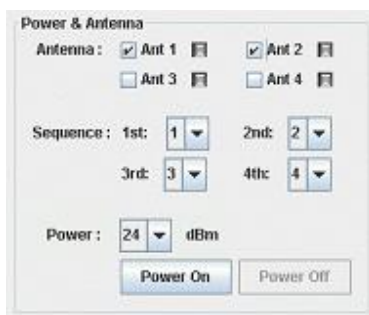 Power & Antenna
Antenna : Ant 1 Ant 2
Ant 3 Ant 4
Sequence : 1st: 1 2nd: 2
3rd: 3 4th: 4
Power : 24 dBm
Power On Power Off